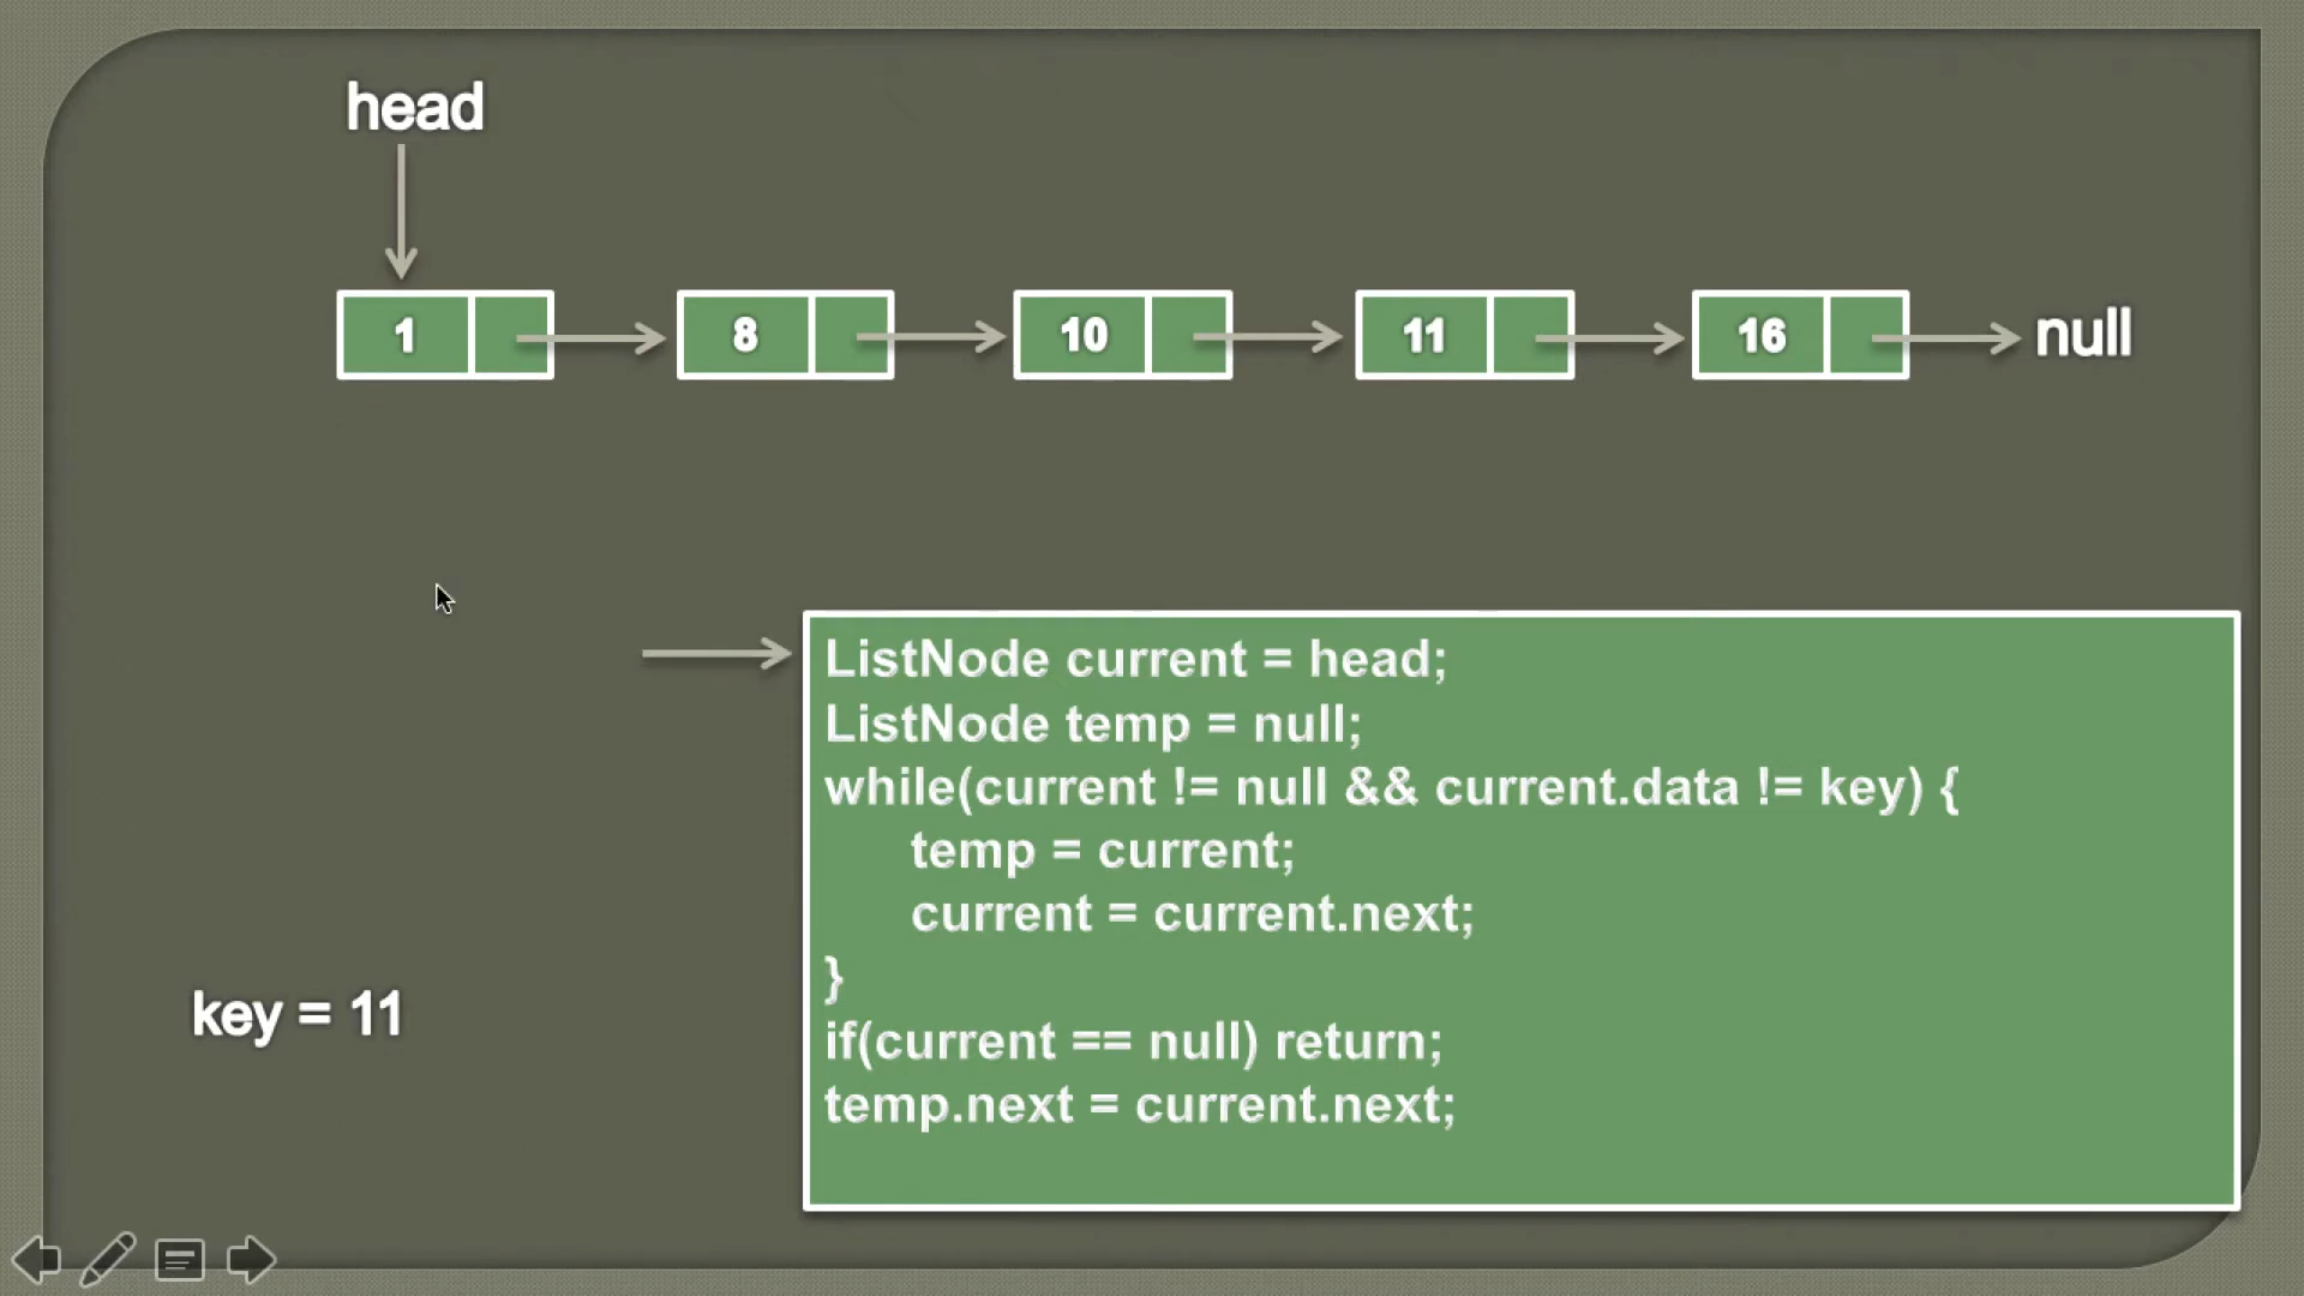 head
1 8 10 11 16 null
ListNode current = head;
ListNode temp = null;
while(current != null && current.data != key) {
temp = current;
current = current.next;
}
key = 11
if(current == null) return;
temp.next = current.next;